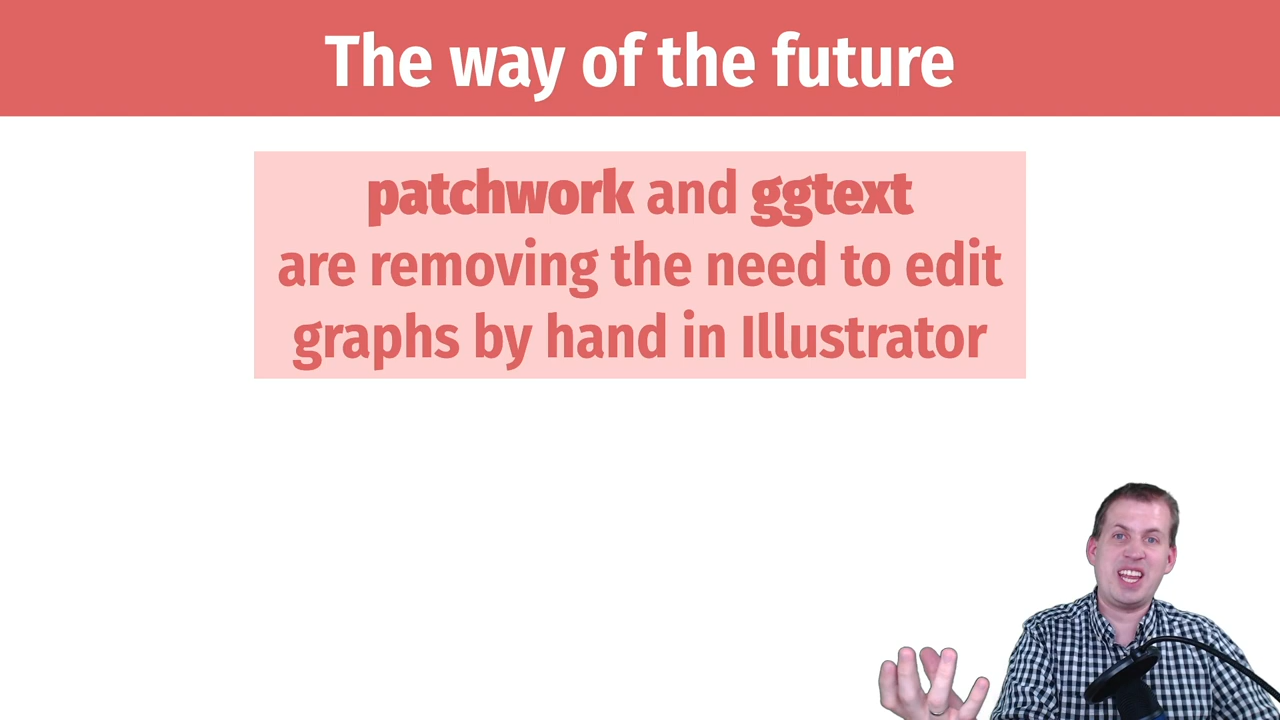 The way of the future
patchwork and ggtext
are removing the need to edit
graphs by hand in Illustrator